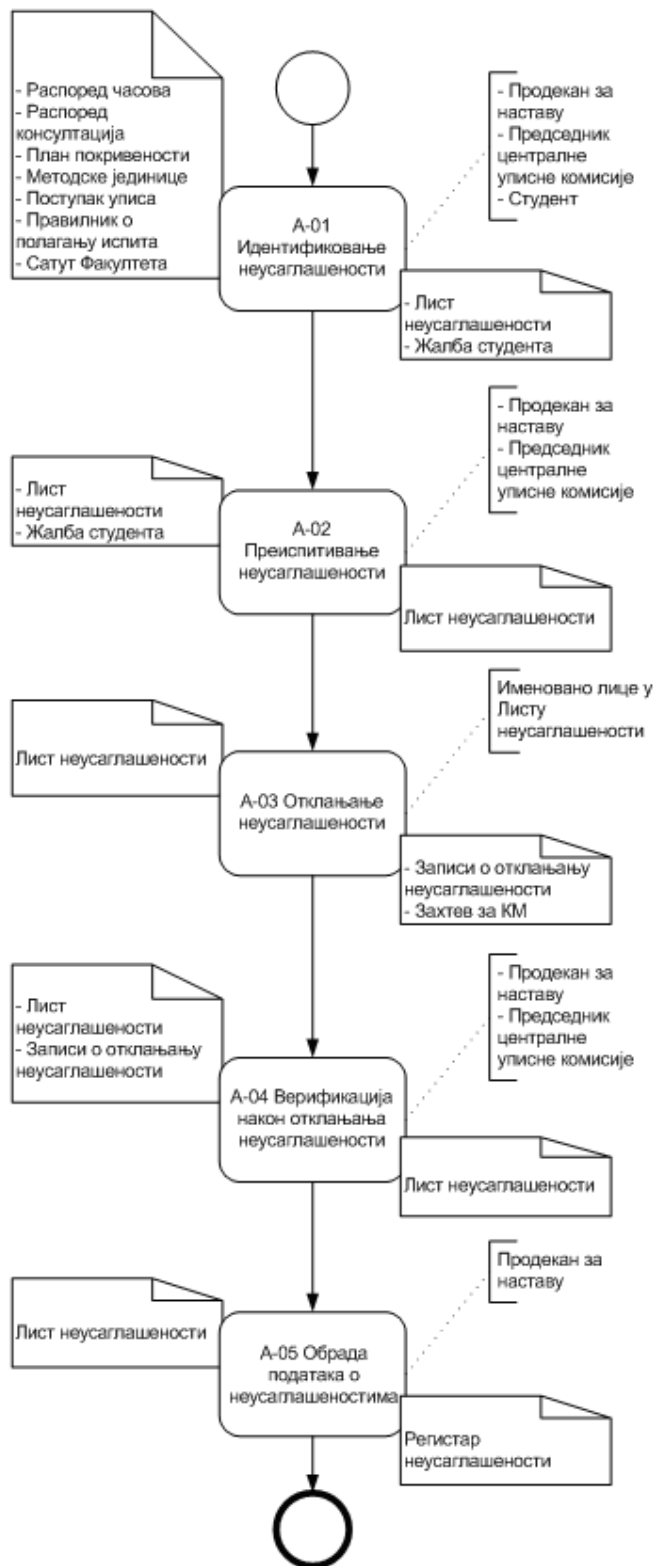 - Распоред часова
- Распоред
консултација
- План покривености
- Методске јединице
- Поступак уписа
- Правилник о
полагању испита
- Сатут Факултета
- Продекан за
наставу
- Председник
централне
уписне комисије
- Студент
А-01
Идентификовање
неусаглашености
- Лист
неусаглашености
- Жалба студента
- Продекан за
наставу
- Председник
централне
уписне комисије
- Лист
неусаглашености
- Жалба студента
А-02
Преиспитивање
неусаглашености
Лист неусаглашености
Именовано лице у
Листу
неусаглашености
Лист неусаглашености
А-03 Отклањање
неусаглашености
- Записи о отклањању
неусаглашености
- Захтев за КМ
- Продекан за
наставу
- Председник
централне
уписне комисије
- Лист
неусаглашености
- Записи о отклањању
неусаглашености
А-04 Верификација
након отклањања
неусаглашености
Лист неусаглашености
Продекан за
наставу
Лист неусаглашености
А-05 Обрада
података о
неусаглашеностима
Регистар
неусаглашености